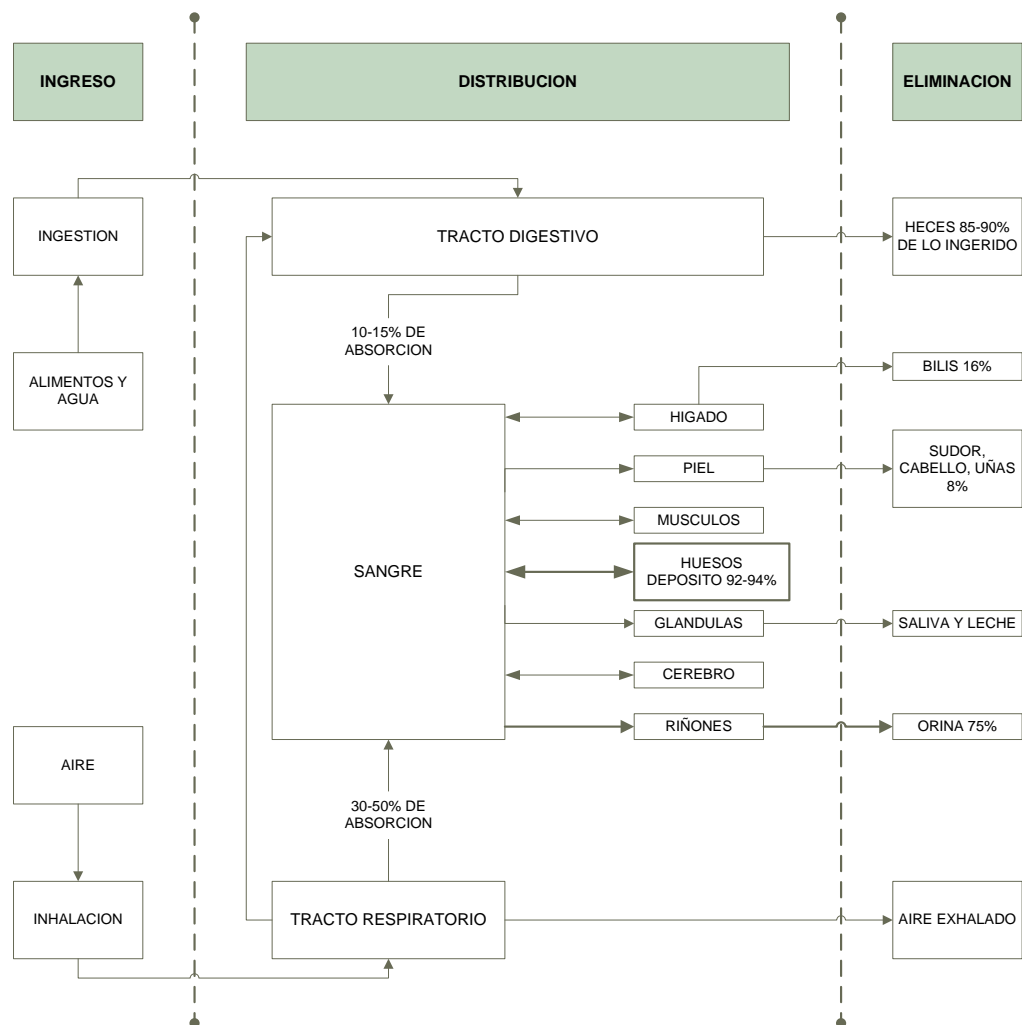 INGRESO
DISTRIBUCION
ELIMINACION
INGESTION
TRACTO DIGESTIVO
HECES 85-90%
DE LO INGERIDO
10-15% DE
ABSORCION
ALIMENTOS Y
AGUA
BILIS 16%
HIGADO
PIEL
SUDOR,
CABELLO, UÑAS
8%
MUSCULOS
SANGRE
HUESOS
DEPOSITO 92-94%
GLANDULAS
SALIVA Y LECHE
CEREBRO
RIÑONES
ORINA 75%
AIRE
30-50% DE
ABSORCION
INHALACION
TRACTO RESPIRATORIO
AIRE EXHALADO